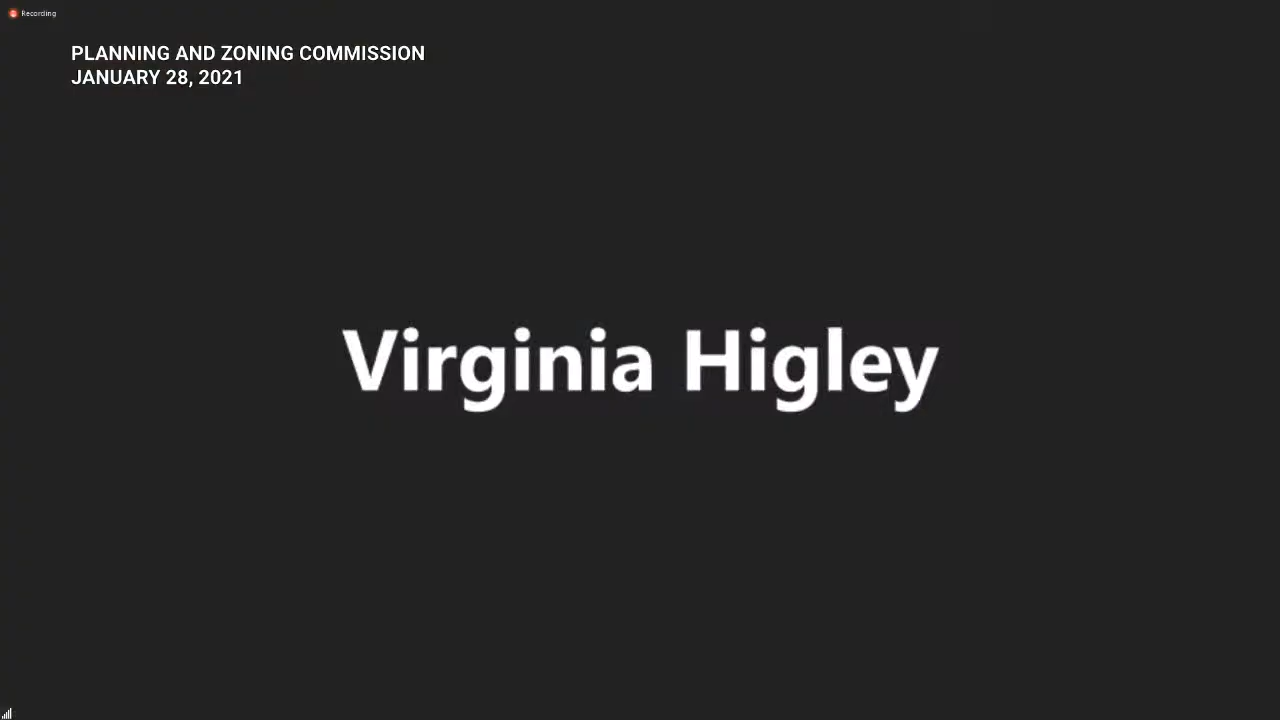 Recording
PLANNING AND ZONING COMMISSION
JANUARY 28, 2021
Virginia Higley